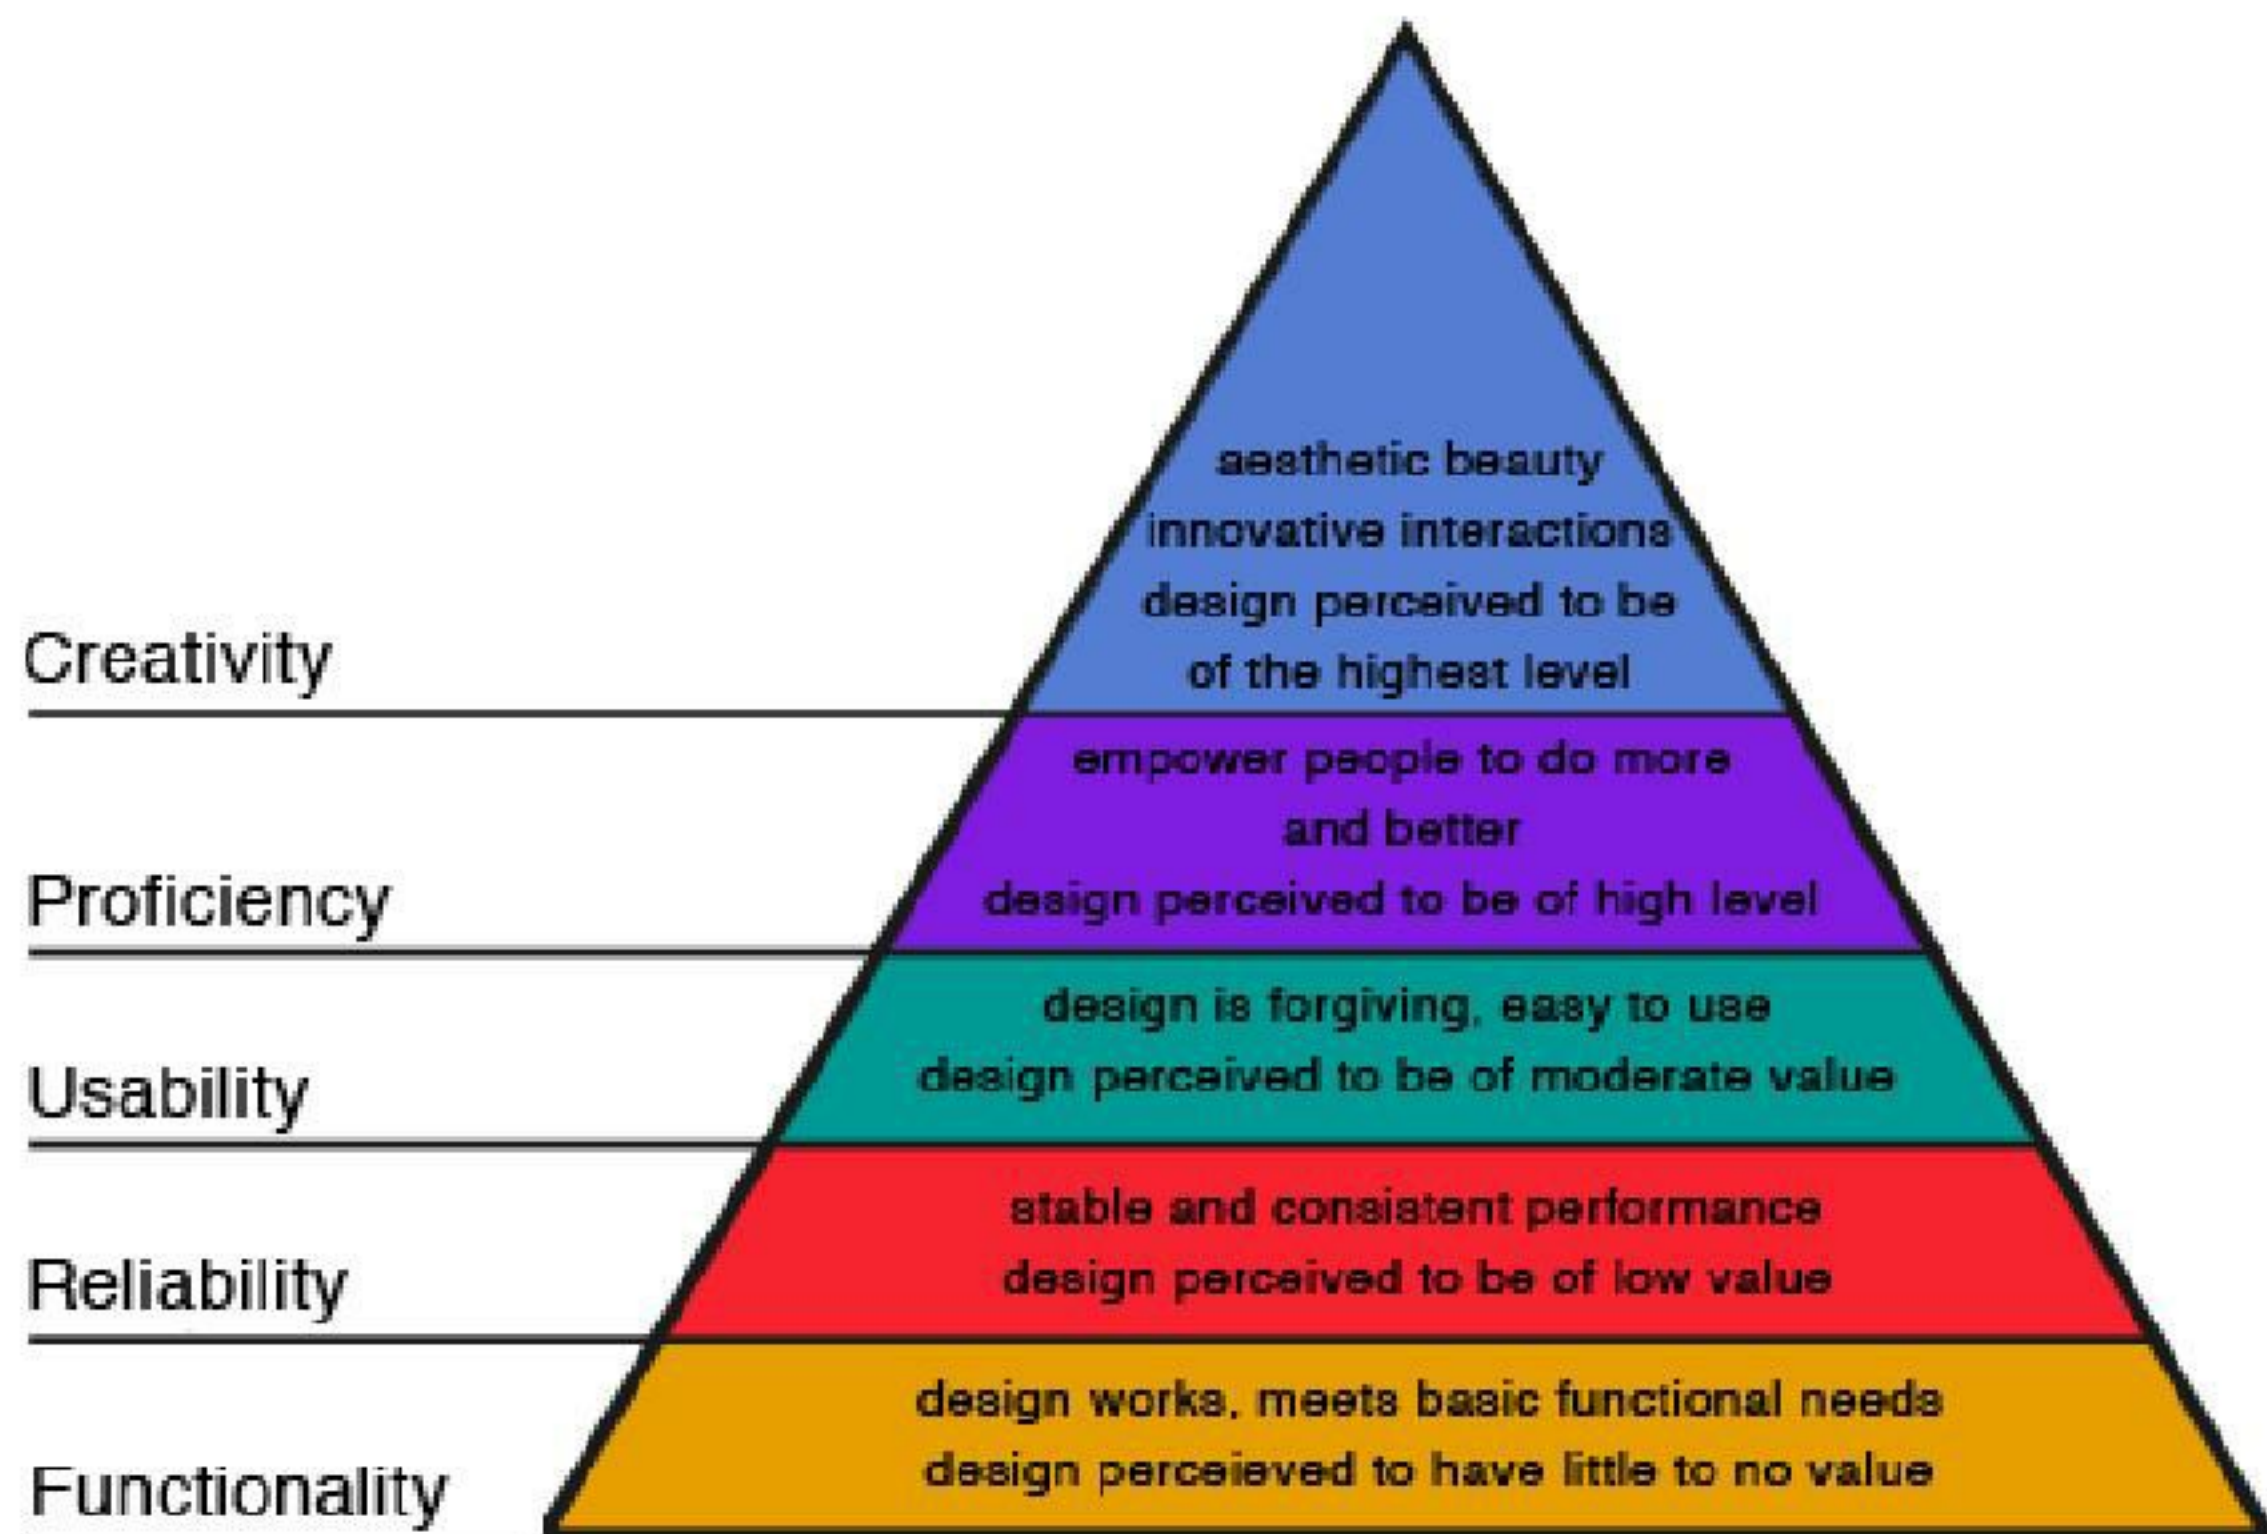 aesthetic beauty
innovative interactions
design perceived to be
of the highest level
Creativity
empower people to do more
and better
design perceived to be of high level
Proficiency
design is forgiving, easy to use
design perceived to be of moderate value
Usability
stable and consistent performance
design perceived to be of low value
Reliability
design works, meets basic functional needs
design perceieved to have little to no value
Functionality